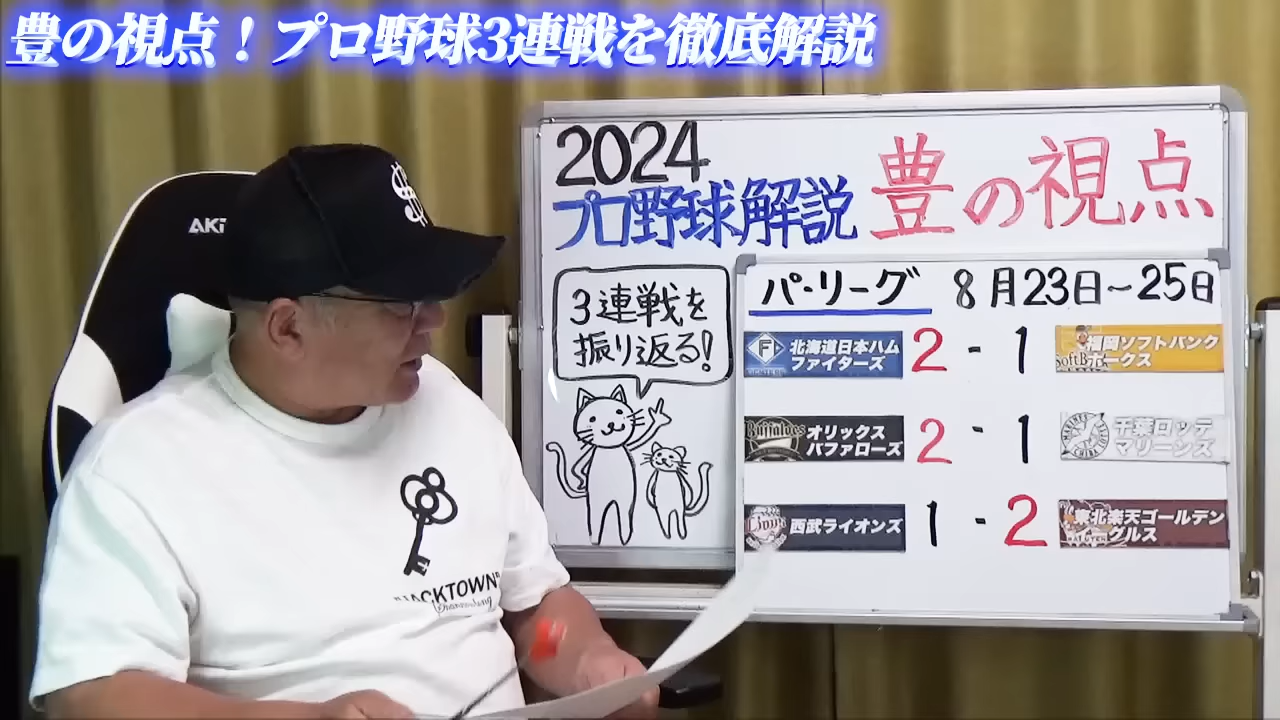 豊の視点！プロ野球3連戦を徹底解説
2024
プロ野球解説 豊の視点
3連戦を
振り返る！
パ・リーグ 8月23日〜25日
F 北海道日本ハム
ファイターズ 2 - 1 福岡ソフトバンク
ホークス
Buffaloes オリックス
バファローズ 2 - 1 千葉ロッテ
マリーンズ
Lions 西武ライオンズ 1 - 2 東北楽天ゴールデン
グルス
AKi
JACKTOWN